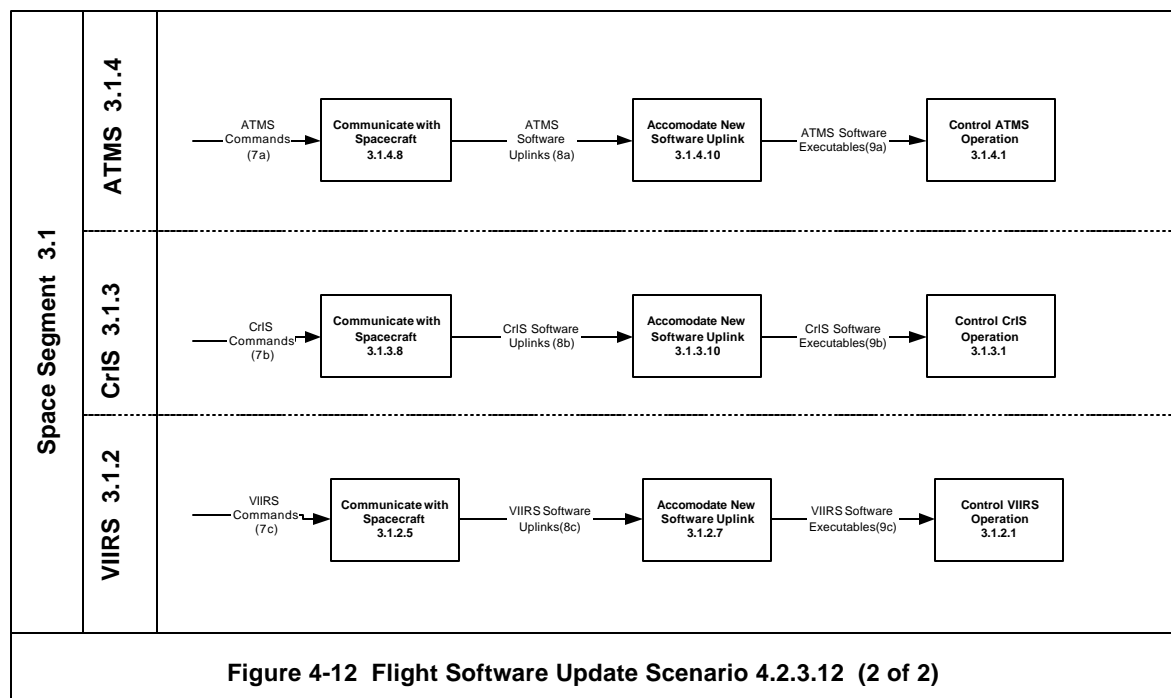 Space Segment 3.1
ATMS 3.1.4
ATMS
Commands
(7a)
Communicate with
Spacecraft
3.1.4.8
ATMS
Software
Uplinks (8a)
Accomodate New
Software Uplink
3.1.4.10
ATMS Software
Executables(9a)
Control ATMS
Operation
3.1.4.1
CrIS 3.1.3
CrIS
Commands
(7b)
Communicate with
Spacecraft
3.1.3.8
CrIS Software
Uplinks (8b)
Accomodate New
Software Uplink
3.1.3.10
CrIS Software
Executables(9b)
Control CrIS
Operation
3.1.3.1
VIIRS 3.1.2
VIIRS
Commands
(7c)
Communicate with
Spacecraft
3.1.2.5
VIIRS Software
Uplinks(8c)
Accomodate New
Software Uplink
3.1.2.7
VIIRS Software
Executables(9c)
Control VIIRS
Operation
3.1.2.1
Figure 4-12 Flight Software Update Scenario 4.2.3.12 (2 of 2)